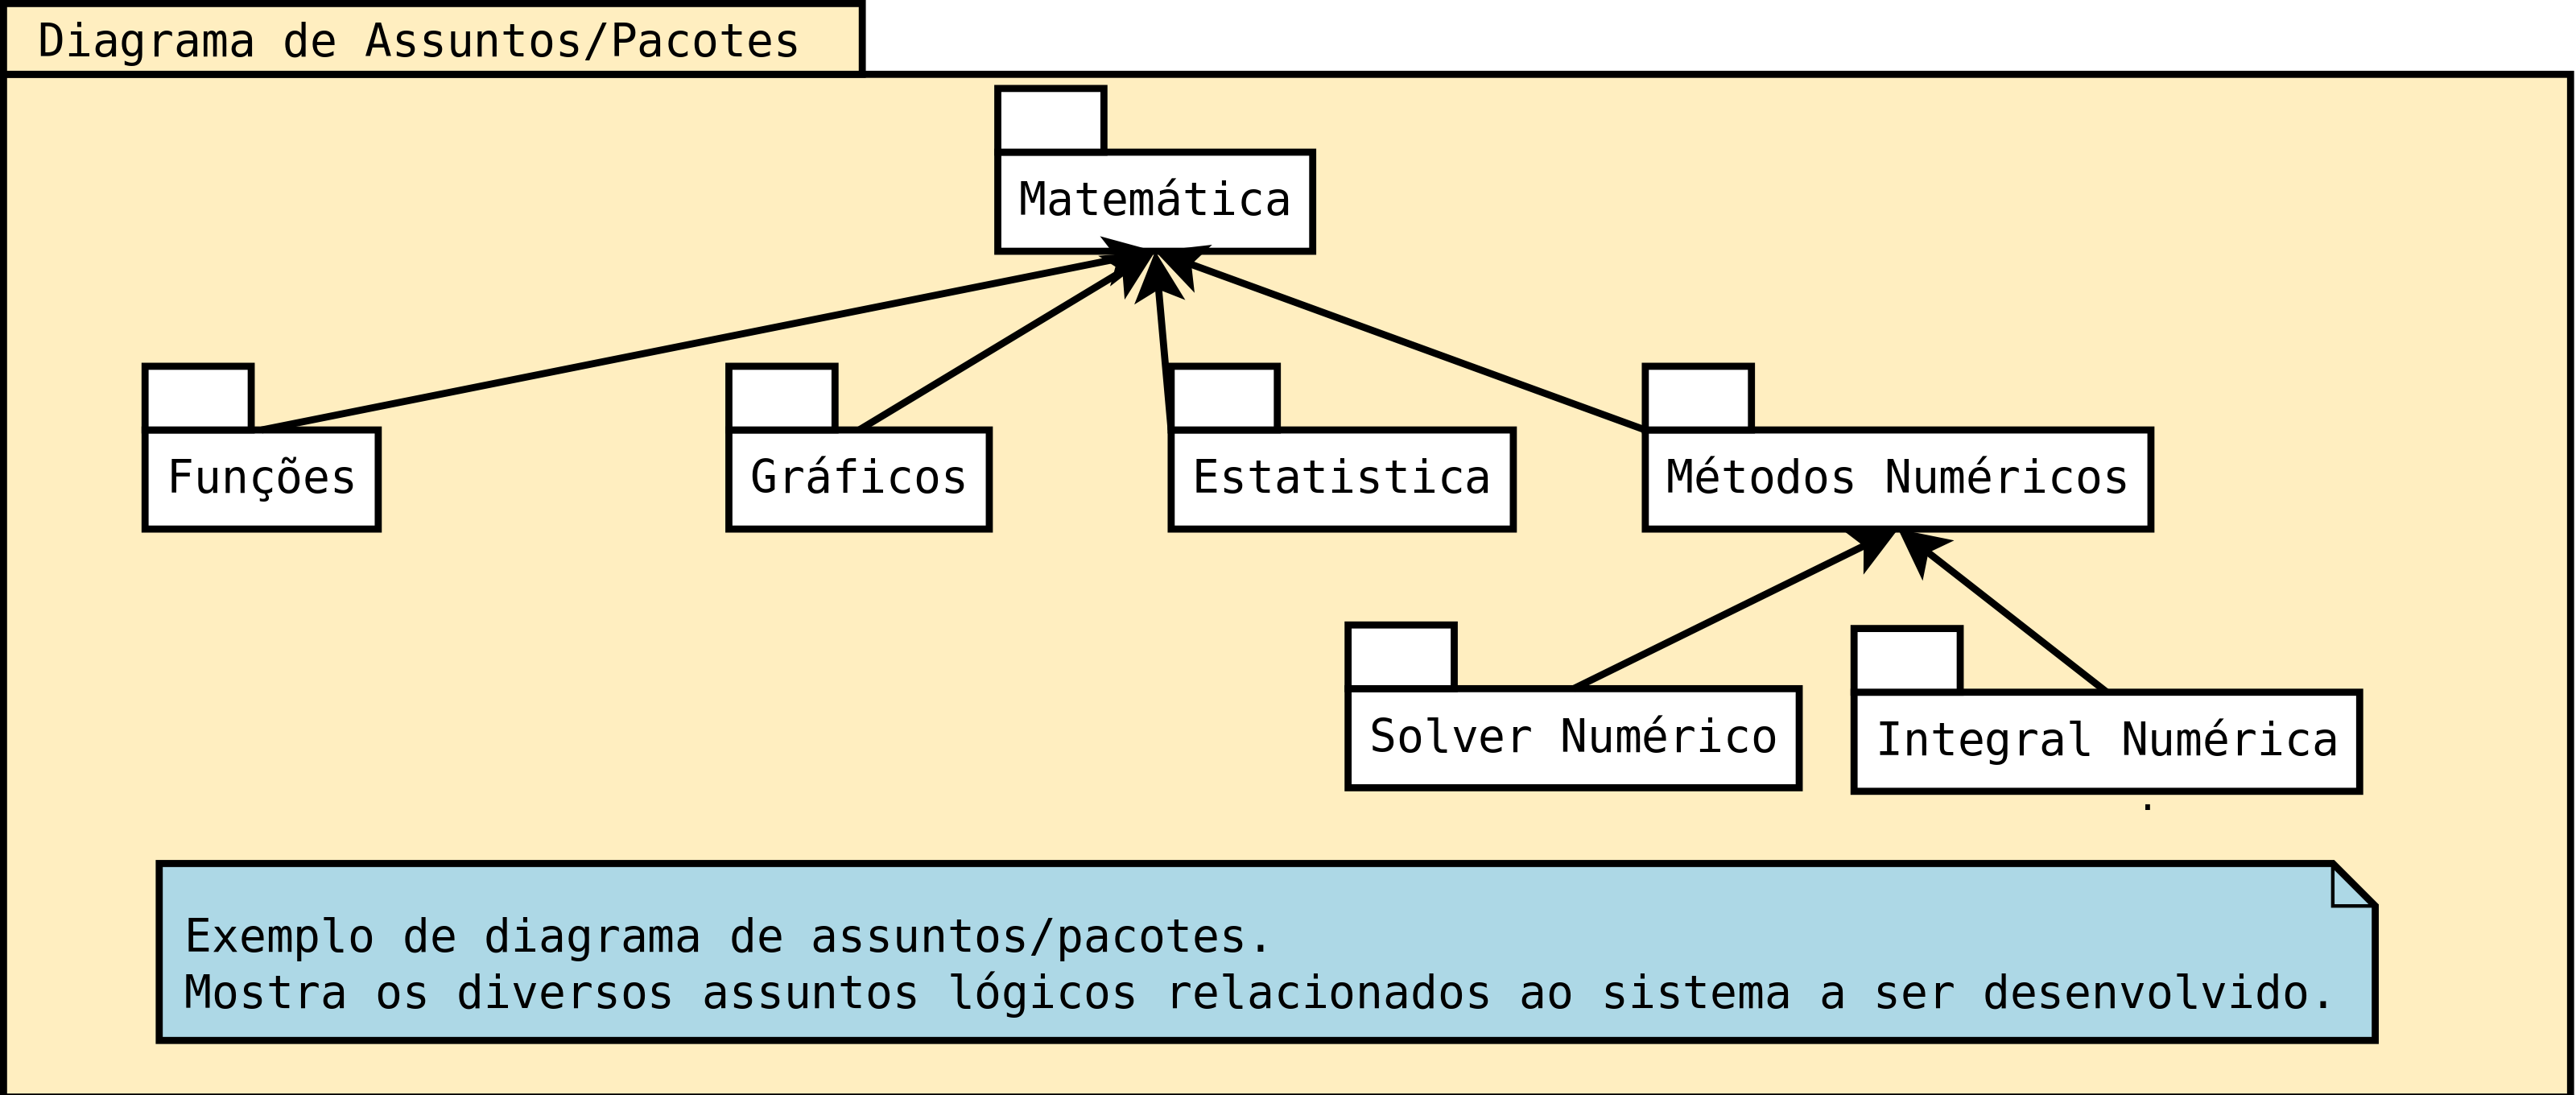 Diagrama de Assuntos/Pacotes
Matemática
Funções
Gráficos
Estatistica
Métodos Numéricos
Solver Numérico
Integral Numérica
.
Exemplo de diagrama de assuntos/pacotes.
Mostra os diversos assuntos lógicos relacionados ao sistema a ser desenvolvido.